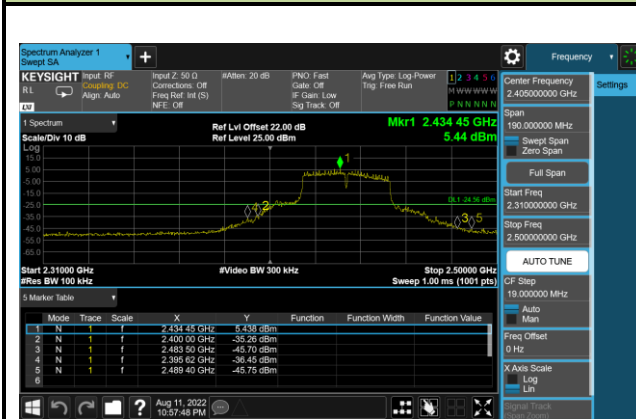 Spectrum Analyzer 1
Swept SA
+
Frequency
KEYSIGHT
Input: RF
Coupling: DC
Align: Auto
RL
Input Z: 50 Ω
Corrections: Off
Freq Ref: Int (S)
NFE: Off
#Atten: 20 dB
PNO: Fast
Gate: Off
IF Gain: Low
Sig Track: Off
Avg Type: Log-Power
Trig: Free Run
1 2 3 4 5 6
M W W W W W
P N N N N N
Center Frequency
2.405000000 GHz
Settings
1 Spectrum
Scale/Div 10 dB
Ref Lvl Offset 22.00 dB
Ref Level 25.00 dBm
Mkr1 2.434 45 GHz
5.44 dBm
Span
190.000000 MHz
Swept Span
Zero Span
Log
15.0
5.00
-5.00
-15.0
-25.0
-35.0
-45.0
-55.0
-65.0
1
DL1 -24.56 dBm
4 2
3 5
Full Span
Start Freq
2.310000000 GHz
Stop Freq
2.500000000 GHz
AUTO TUNE
Start 2.31000 GHz
#Res BW 100 kHz
#Video BW 300 kHz
Stop 2.50000 GHz
Sweep 1.00 ms (1001 pts)
CF Step
19.000000 MHz
Auto
Man
5 Marker Table
Mode Trace Scale X Y Function Function Width Function Value
1 N 1 f 2.434 45 GHz 5.438 dBm
2 N 1 f 2.400 00 GHz -35.26 dBm
3 N 1 f 2.483 50 GHz -45.70 dBm
4 N 1 f 2.395 62 GHz -36.45 dBm
5 N 1 f 2.489 40 GHz -45.75 dBm
6
Freq Offset
0 Hz
X Axis Scale
Log
Lin
Signal Track
(Span Zoom)
?
Aug 11, 2022
10:57:48 PM